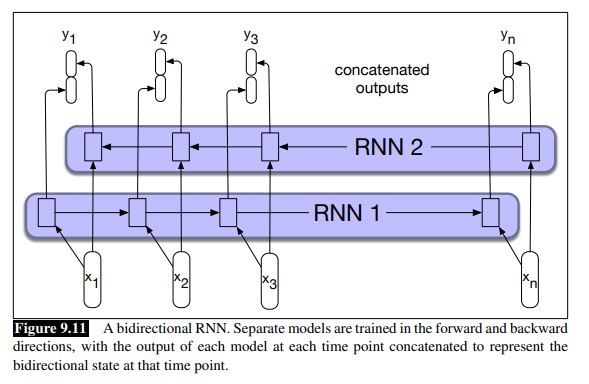 y1 y2 y3 yn
concatenated
outputs
RNN 2
RNN 1
x1 x2 x3 xn
Figure 9.11 A bidirectional RNN. Separate models are trained in the forward and backward
directions, with the output of each model at each time point concatenated to represent the
bidirectional state at that time point.